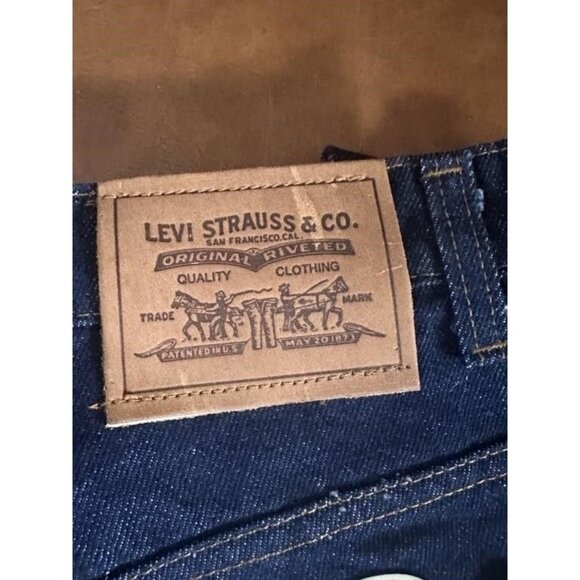 LEVI STRAUSS & CO.
SAN FRANCISCO, CAL.
ORIGINAL RIVETED
QUALITY CLOTHING
TRADE MARK
PATENTED IN U.S. MAY 20 1873